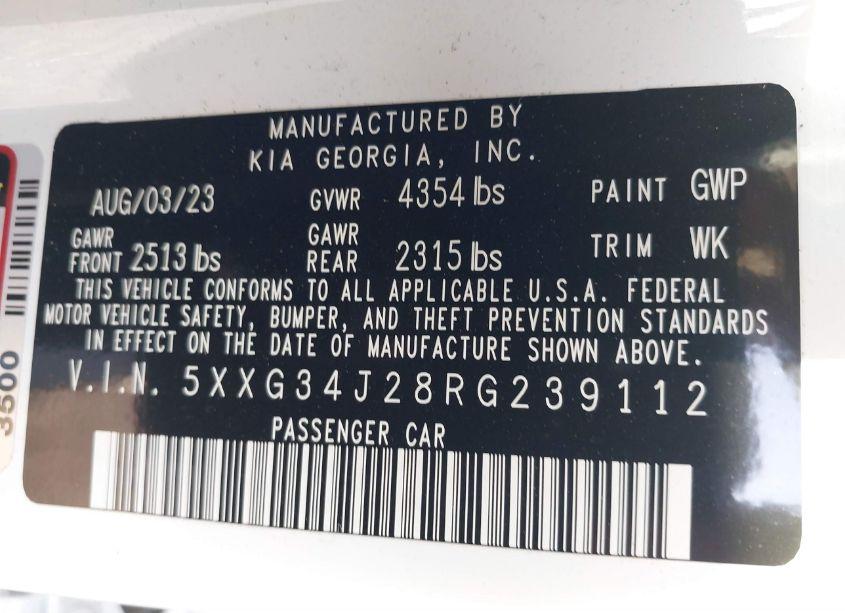 MANUFACTURED BY
KIA GEORGIA, INC.
AUG/03/23 GVWR 4354 lbs PAINT GWP
GAWR FRONT 2513 lbs GAWR REAR 2315 lbs TRIM WK
THIS VEHICLE CONFORMS TO ALL APPLICABLE U.S.A. FEDERAL
MOTOR VEHICLE SAFETY, BUMPER, AND THEFT PREVENTION STANDARDS
IN EFFECT ON THE DATE OF MANUFACTURE SHOWN ABOVE.
V.I.N. 5XXG34J28RG239112
PASSENGER CAR
3500